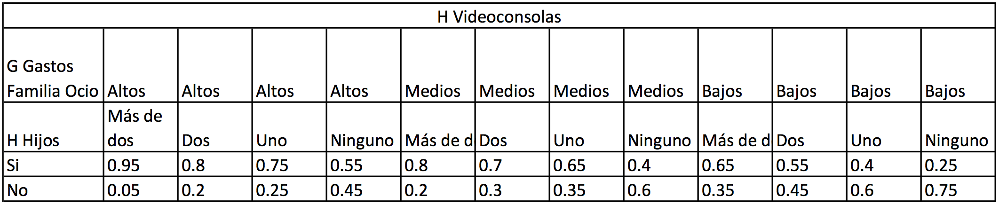 H Videoconsolas
G Gastos
Familia Ocio Altos Altos Altos Altos Medios Medios Medios Medios Bajos Bajos Bajos Bajos
Más de
H Hijos dos Dos Uno Ninguno Más de d Dos Uno Ninguno Más de d Dos Uno Ninguno
Si 0.95 0.8 0.75 0.55 0.8 0.7 0.65 0.4 0.65 0.55 0.4 0.25
No 0.05 0.2 0.25 0.45 0.2 0.3 0.35 0.6 0.35 0.45 0.6 0.75